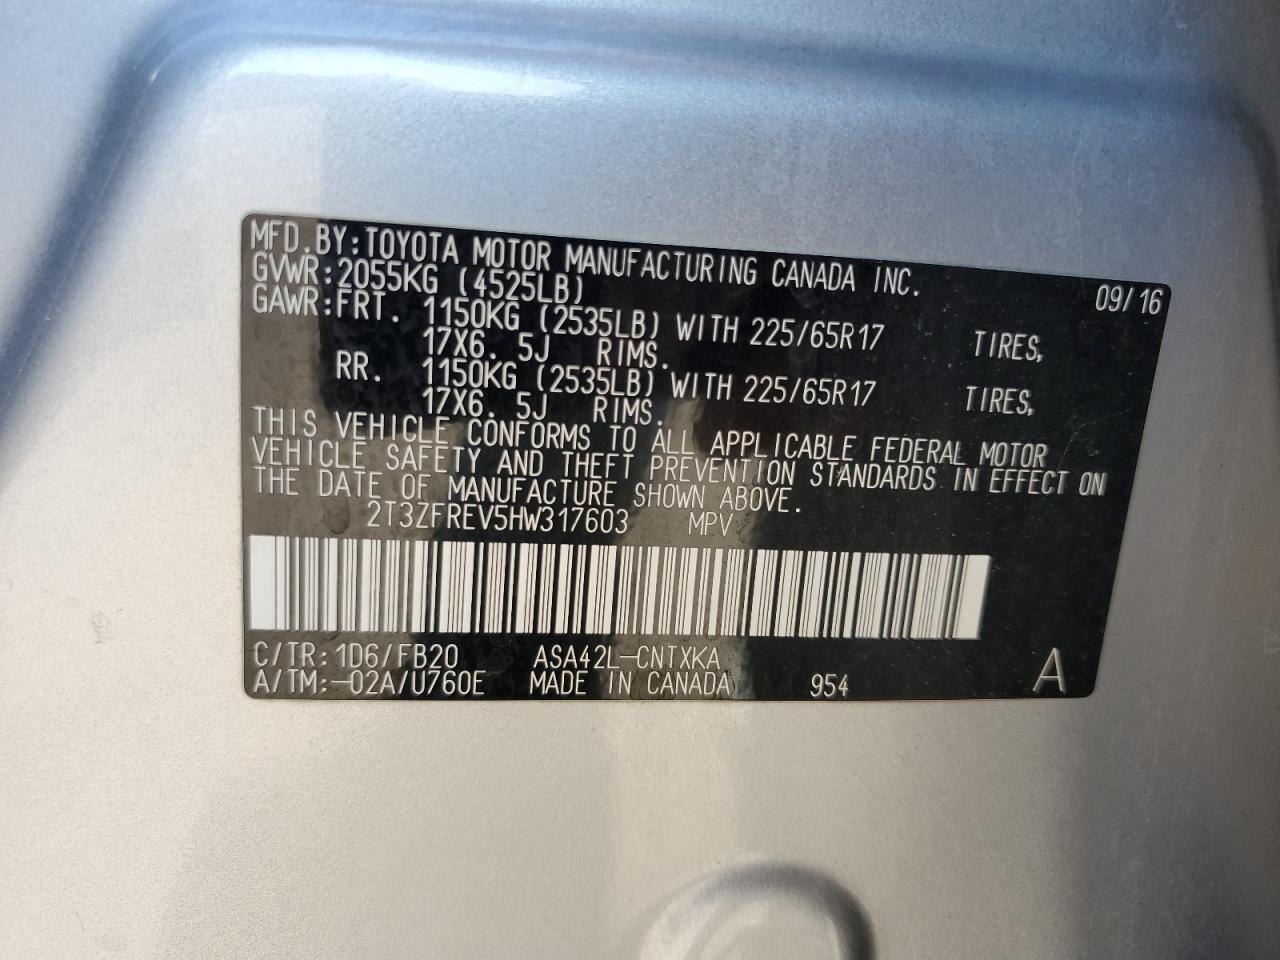 MFD.BY:TOYOTA MOTOR MANUFACTURING CANADA INC. 09/16
GVWR:2055KG (4525LB)
GAWR:FRT. 1150KG (2535LB) WITH 225/65R17 TIRES,
17X6. 5J RIMS.
RR. 1150KG (2535LB) WITH 225/65R17 TIRES,
17X6. 5J RIMS.
THIS VEHICLE CONFORMS TO ALL APPLICABLE FEDERAL MOTOR
VEHICLE SAFETY AND THEFT PREVENTION STANDARDS IN EFFECT ON
THE DATE OF MANUFACTURE SHOWN ABOVE.
2T3ZFREV5HW317603 MPV
C/TR:1D6/FB20 ASA42L-CNTXKA
A/TM:-02A/U760E MADE IN CANADA 954 A